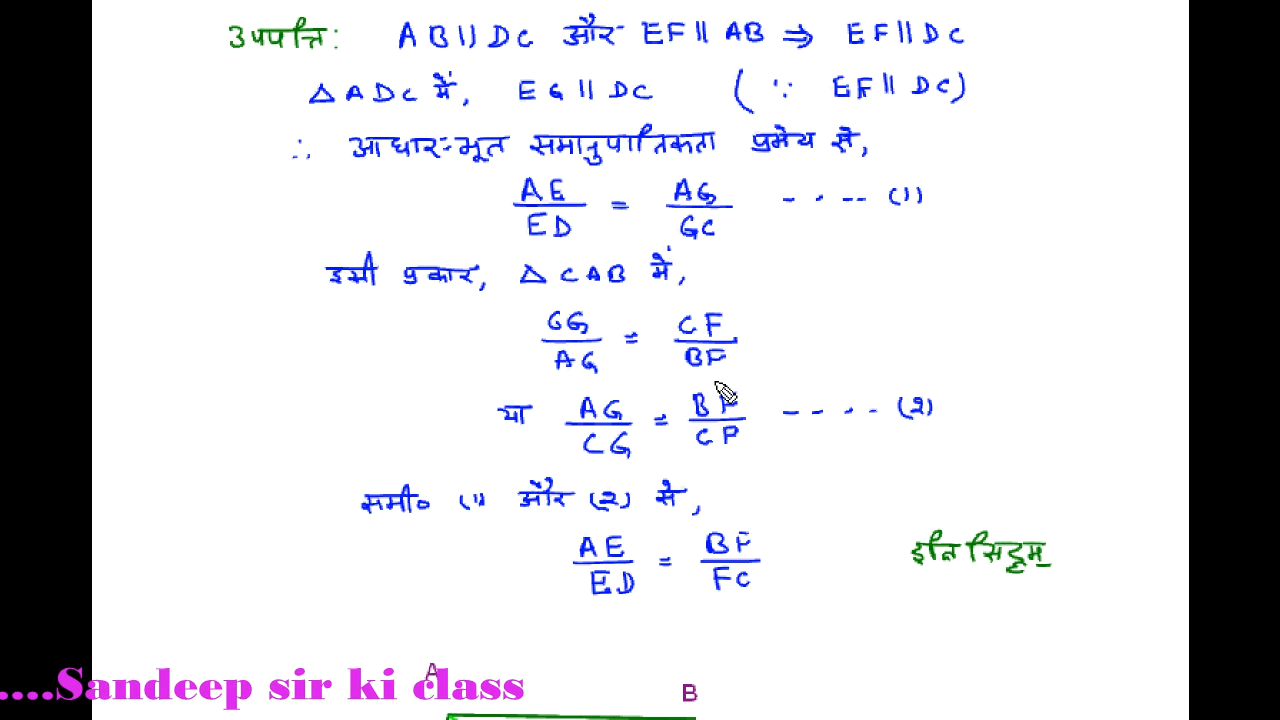 उपपत्ति: AB || DC और EF || AB ⇒ EF || DC
△ ADC में, EG || DC (∵ EF || DC)
∴ आधारभूत समानुपातिकता प्रमेय से,
AE/ED = AG/GC - - - - (1)
इसी प्रकार, △ CAB में,
CG/AG = CF/BF
या AG/CG = BF/CF - - - - (2)
समी० (1) और (2) से,
AE/ED = BF/FC इति सिद्धम्
A
....Sandeep sir ki class
B